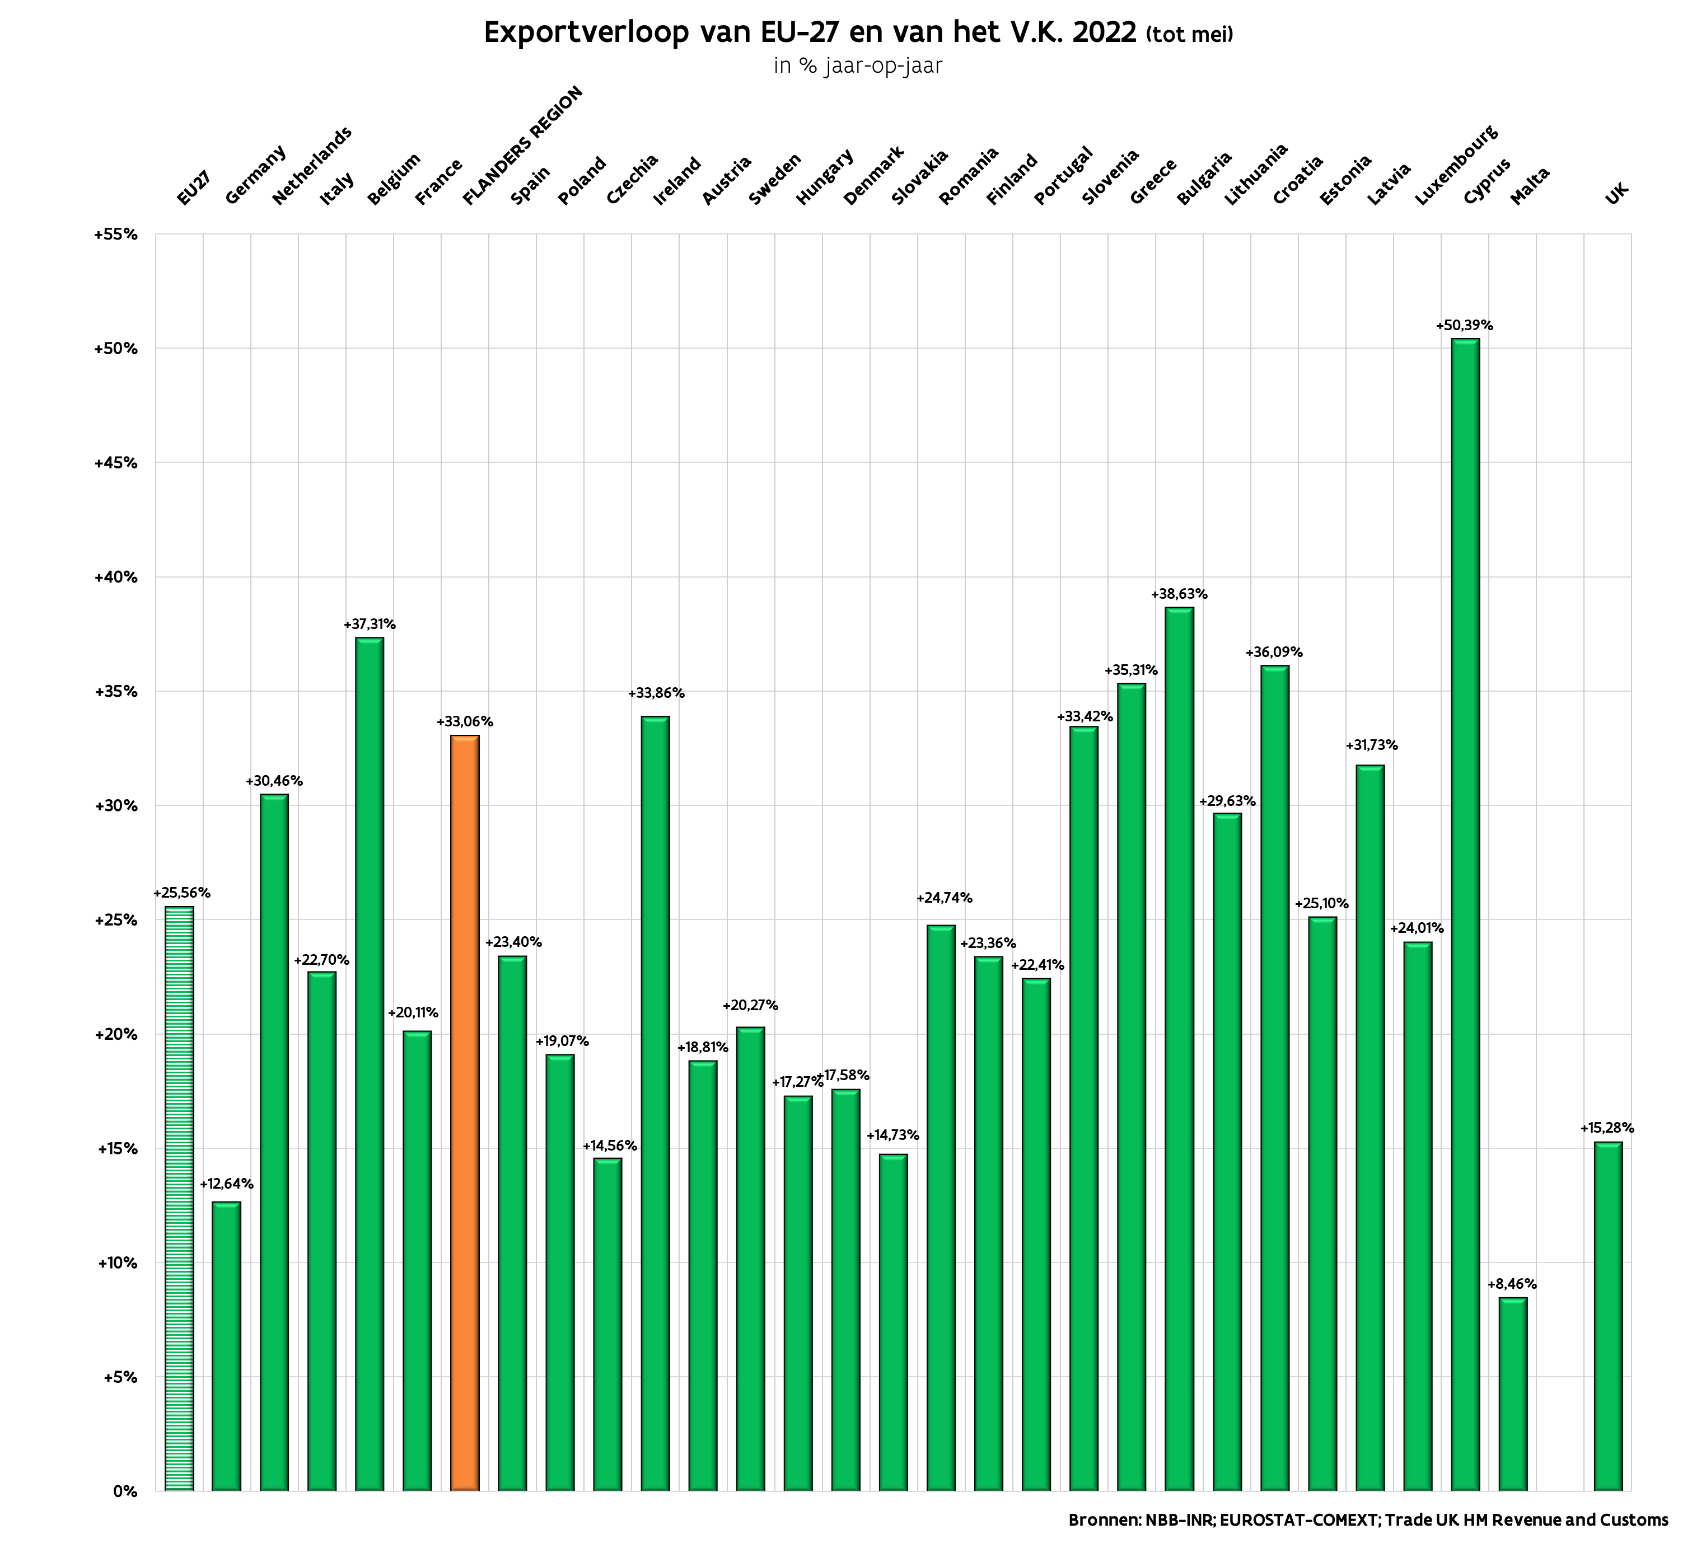 Exportverloop van EU-27 en van het V.K. 2022 (tot mei)
in % jaar-op-jaar
EU27
Germany
Netherlands
Italy
Belgium
France
FLANDERS REGION
Spain
Poland
Czechia
Ireland
Austria
Sweden
Hungary
Denmark
Slovakia
Romania
Finland
Portugal
Slovenia
Greece
Bulgaria
Lithuania
Croatia
Estonia
Latvia
Luxembourg
Cyprus
Malta
UK
+55%
+50%
+45%
+40%
+35%
+30%
+25%
+20%
+15%
+10%
+5%
0%
+25,56%
+12,64%
+30,46%
+22,70%
+37,31%
+20,11%
+33,06%
+23,40%
+19,07%
+14,56%
+33,86%
+18,81%
+20,27%
+17,27%
+17,58%
+14,73%
+24,74%
+23,36%
+22,41%
+33,42%
+35,31%
+38,63%
+29,63%
+36,09%
+25,10%
+31,73%
+24,01%
+50,39%
+8,46%
+15,28%
Bronnen: NBB-INR; EUROSTAT-COMEXT; Trade UK HM Revenue and Customs